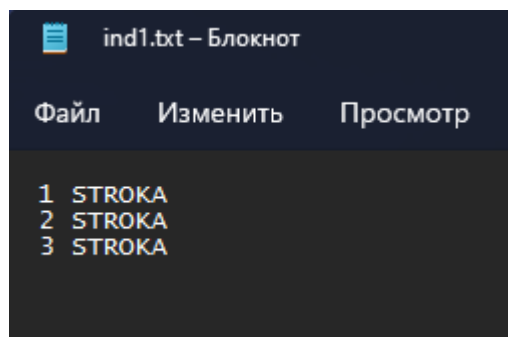 ind1.txt – Блокнот
Файл Изменить Просмотр
1 STROKA
2 STROKA
3 STROKA